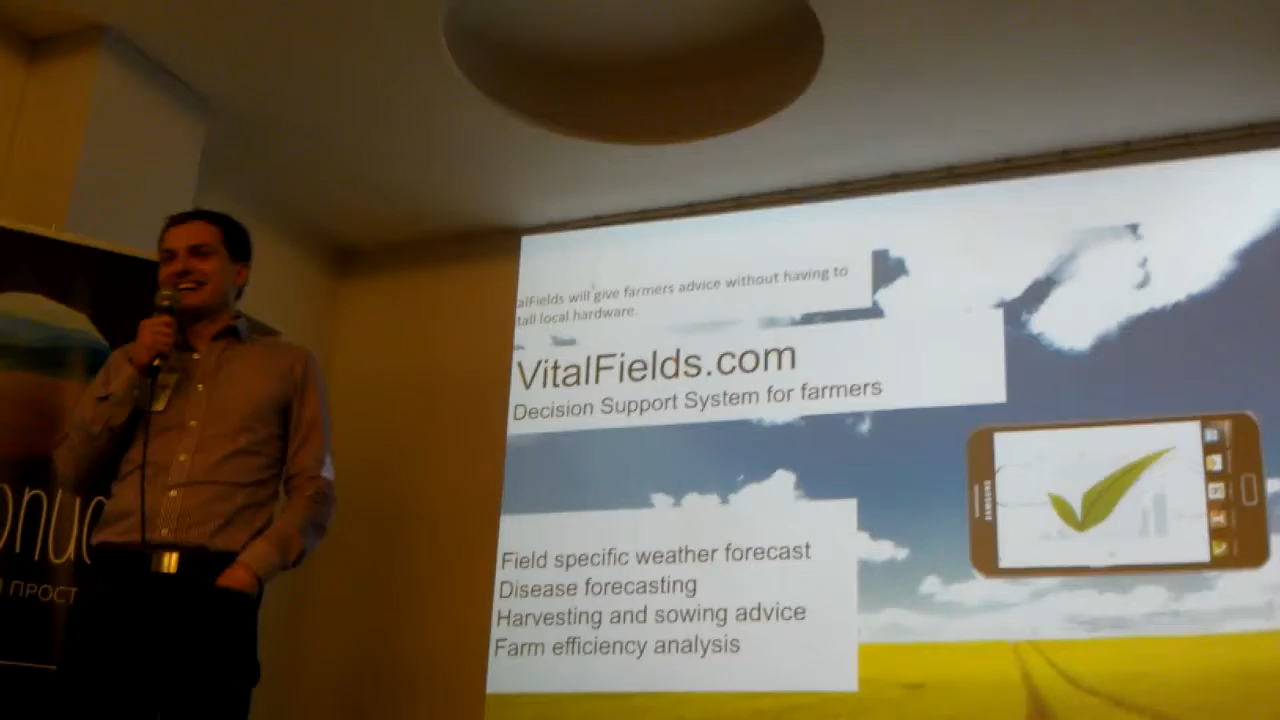 alFields will give farmers advice without having to
tall local hardware.
VitalFields.com
Decision Support System for farmers
Field specific weather forecast
Disease forecasting
Harvesting and sowing advice
Farm efficiency analysis
SAMSUNG
ПРОСТ